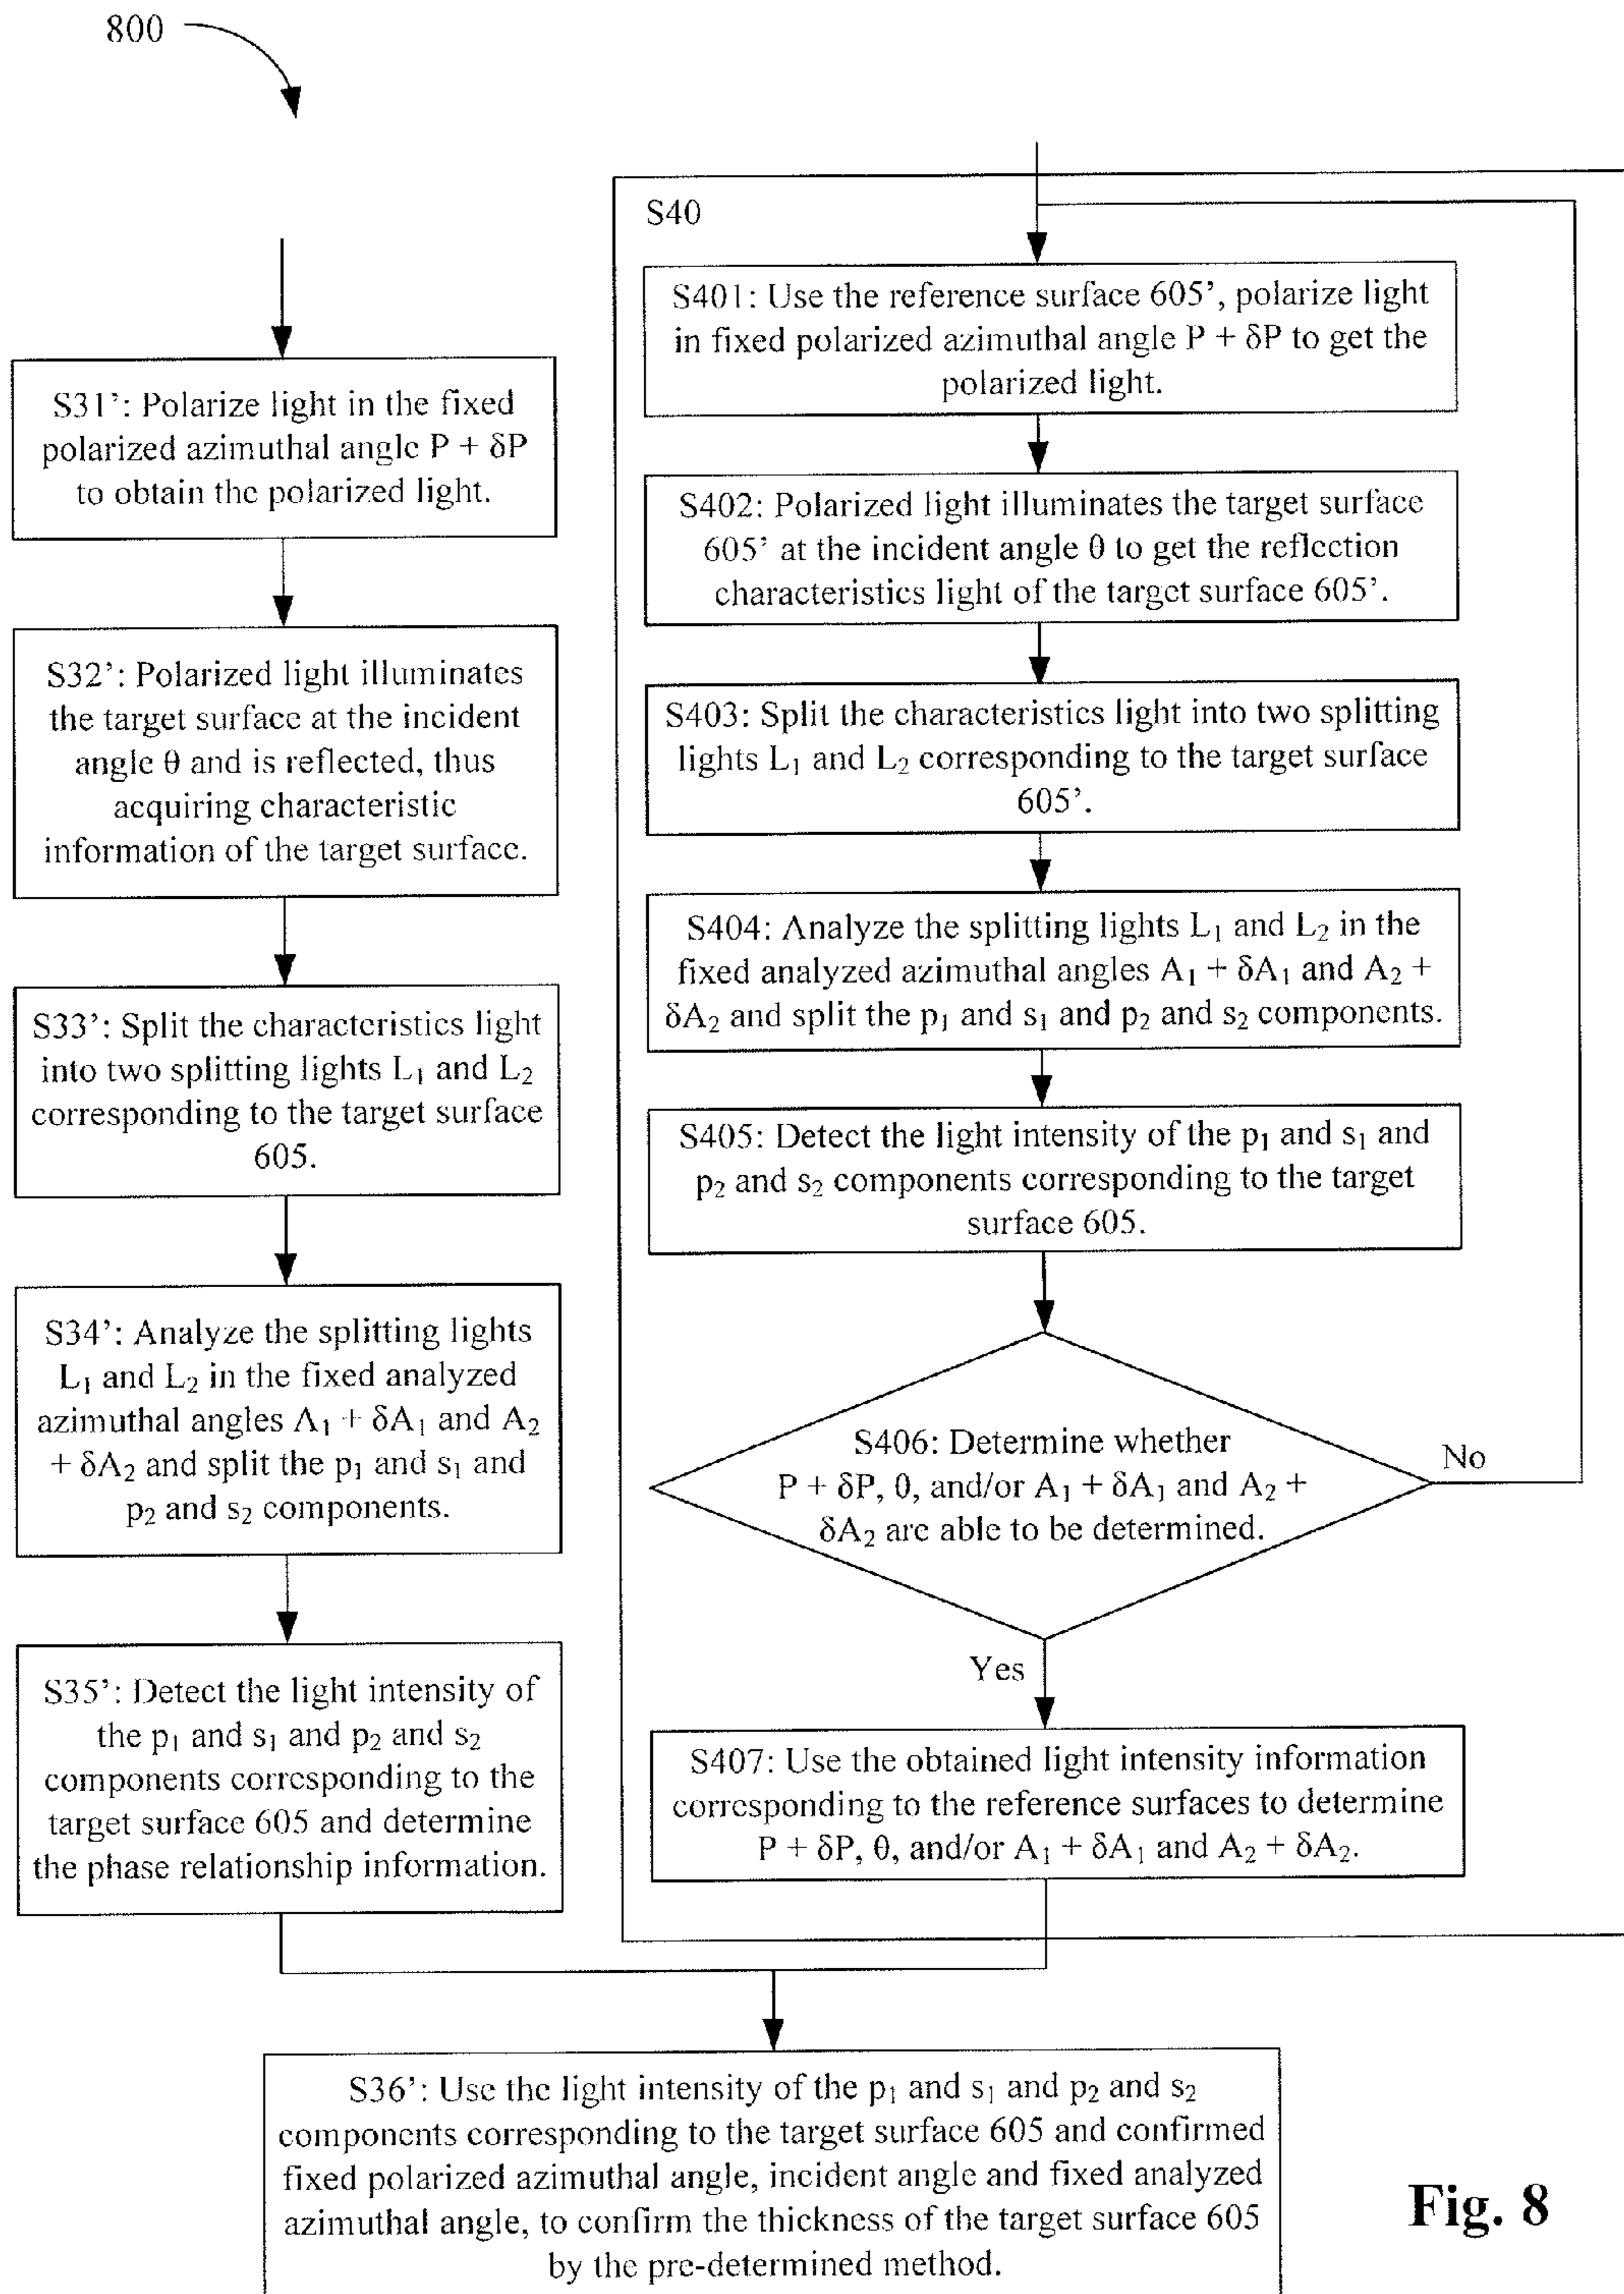 800
S31’: Polarize light in the fixed
polarized azimuthal angle P + δP
to obtain the polarized light.
S32’: Polarized light illuminates
the target surface at the incident
angle θ and is reflected, thus
acquiring characteristic
information of the target surface.
S33’: Split the characteristics light
into two splitting lights L₁ and L₂
corresponding to the target surface
605.
S34’: Analyze the splitting lights
L₁ and L₂ in the fixed analyzed
azimuthal angles A₁ + δA₁ and A₂
+ δA₂ and split the p₁ and s₁ and
p₂ and s₂ components.
S35’: Detect the light intensity of
the p₁ and s₁ and p₂ and s₂
components corresponding to the
target surface 605 and determine
the phase relationship information.
S40
S401: Use the reference surface 605’, polarize light
in fixed polarized azimuthal angle P + δP to get the
polarized light.
S402: Polarized light illuminates the target surface
605’ at the incident angle θ to get the reflection
characteristics light of the target surface 605’.
S403: Split the characteristics light into two splitting
lights L₁ and L₂ corresponding to the target surface
605’.
S404: Analyze the splitting lights L₁ and L₂ in the
fixed analyzed azimuthal angles A₁ + δA₁ and A₂ +
δA₂ and split the p₁ and s₁ and p₂ and s₂ components.
S405: Detect the light intensity of the p₁ and s₁ and
p₂ and s₂ components corresponding to the target
surface 605.
S406: Determine whether
P + δP, θ, and/or A₁ + δA₁ and A₂ +
δA₂ are able to be determined.
No
Yes
S407: Use the obtained light intensity information
corresponding to the reference surfaces to determine
P + δP, θ, and/or A₁ + δA₁ and A₂ + δA₂.
S36’: Use the light intensity of the p₁ and s₁ and p₂ and s₂
components corresponding to the target surface 605 and confirmed
fixed polarized azimuthal angle, incident angle and fixed analyzed
azimuthal angle, to confirm the thickness of the target surface 605
by the pre-determined method.
Fig. 8